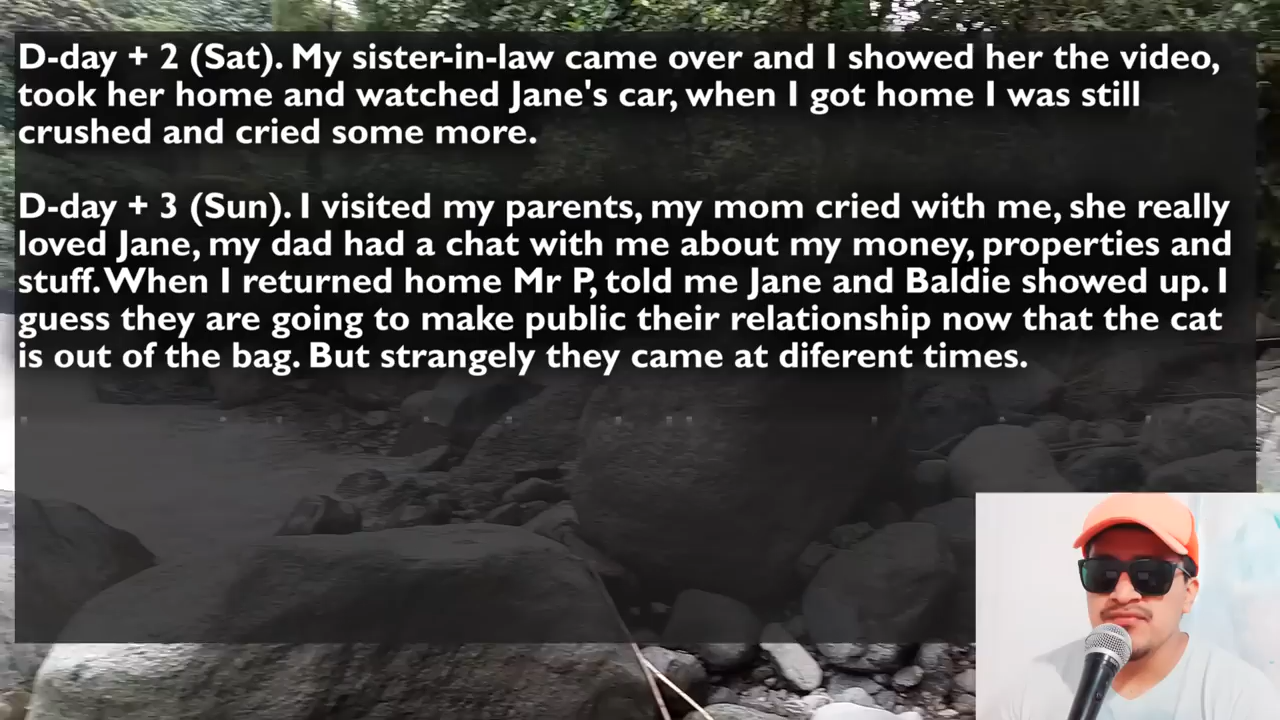 D-day + 2 (Sat). My sister-in-law came over and I showed her the video,
took her home and watched Jane's car, when I got home I was still
crushed and cried some more.
D-day + 3 (Sun). I visited my parents, my mom cried with me, she really
loved Jane, my dad had a chat with me about my money, properties and
stuff. When I returned home Mr P, told me Jane and Baldie showed up. I
guess they are going to make public their relationship now that the cat
is out of the bag. But strangely they came at diferent times.